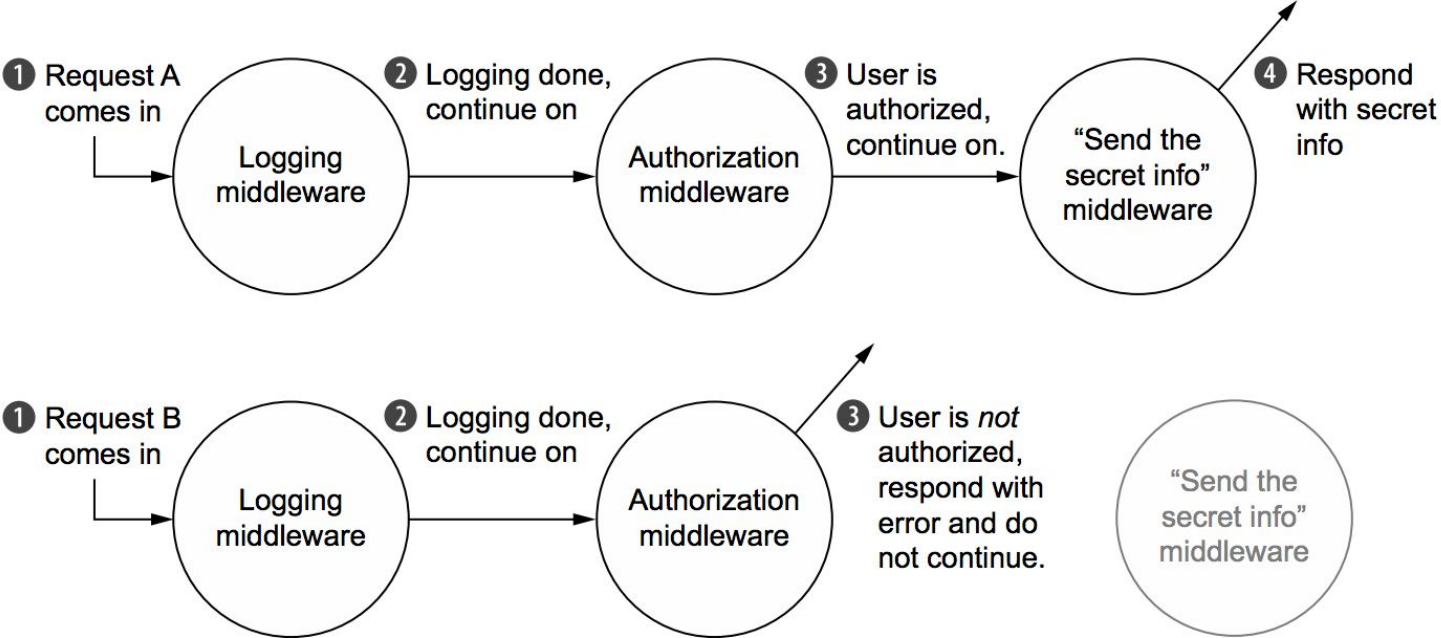 1 Request A
comes in
Logging
middleware
2 Logging done,
continue on
Authorization
middleware
3 User is
authorized,
continue on.
“Send the
secret info”
middleware
4 Respond
with secret
info
1 Request B
comes in
Logging
middleware
2 Logging done,
continue on
Authorization
middleware
3 User is not
authorized,
respond with
error and do
not continue.
“Send the
secret info”
middleware